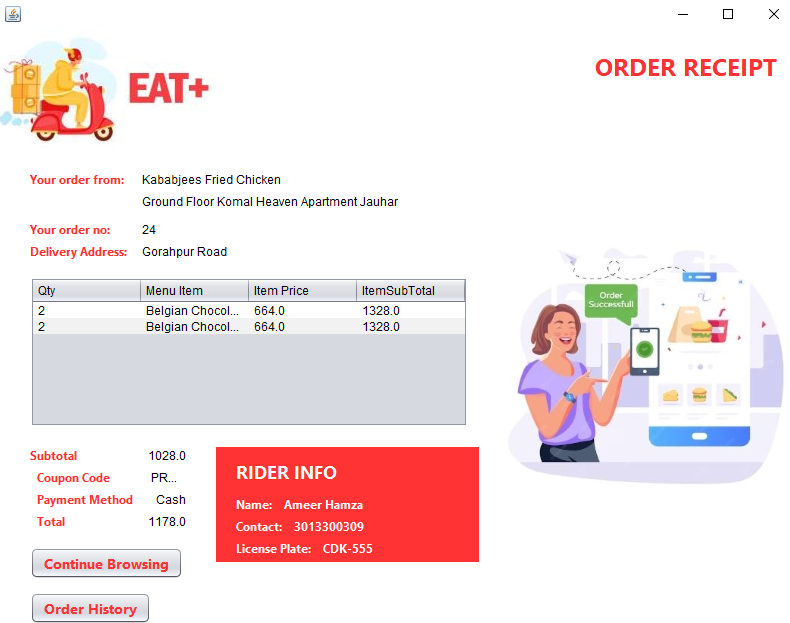 EAT+
ORDER RECEIPT
Your order from: Kababjees Fried Chicken
Ground Floor Komal Heaven Apartment Jauhar
Your order no: 24
Delivery Address: Gorahpur Road
Qty Menu Item Item Price ItemSubTotal
2 Belgian Chocol... 664.0 1328.0
2 Belgian Chocol... 664.0 1328.0
Order
Successfull
Subtotal 1028.0
Coupon Code PR...
Payment Method Cash
Total 1178.0
RIDER INFO
Name: Ameer Hamza
Contact: 3013300309
License Plate: CDK-555
Continue Browsing
Order History